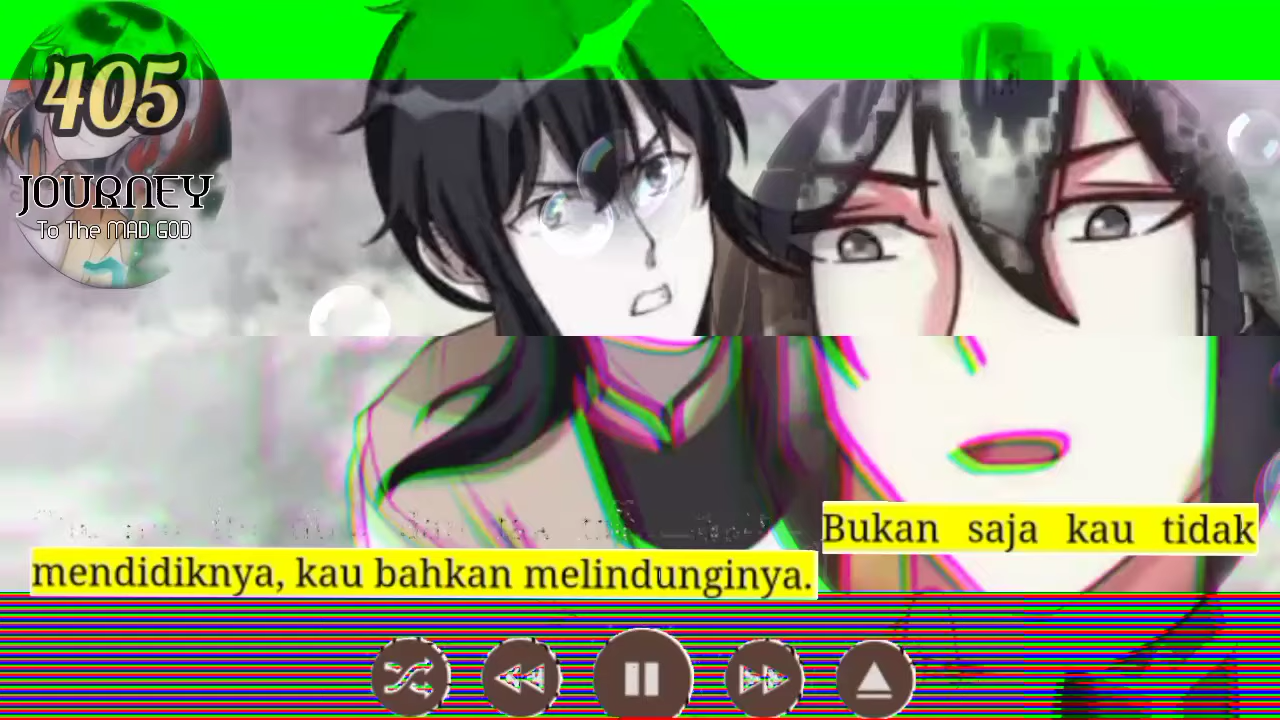 405
JOURNEY
To The MAD GOD
Bukan saja kau tidak
mendidiknya, kau bahkan melindunginya.